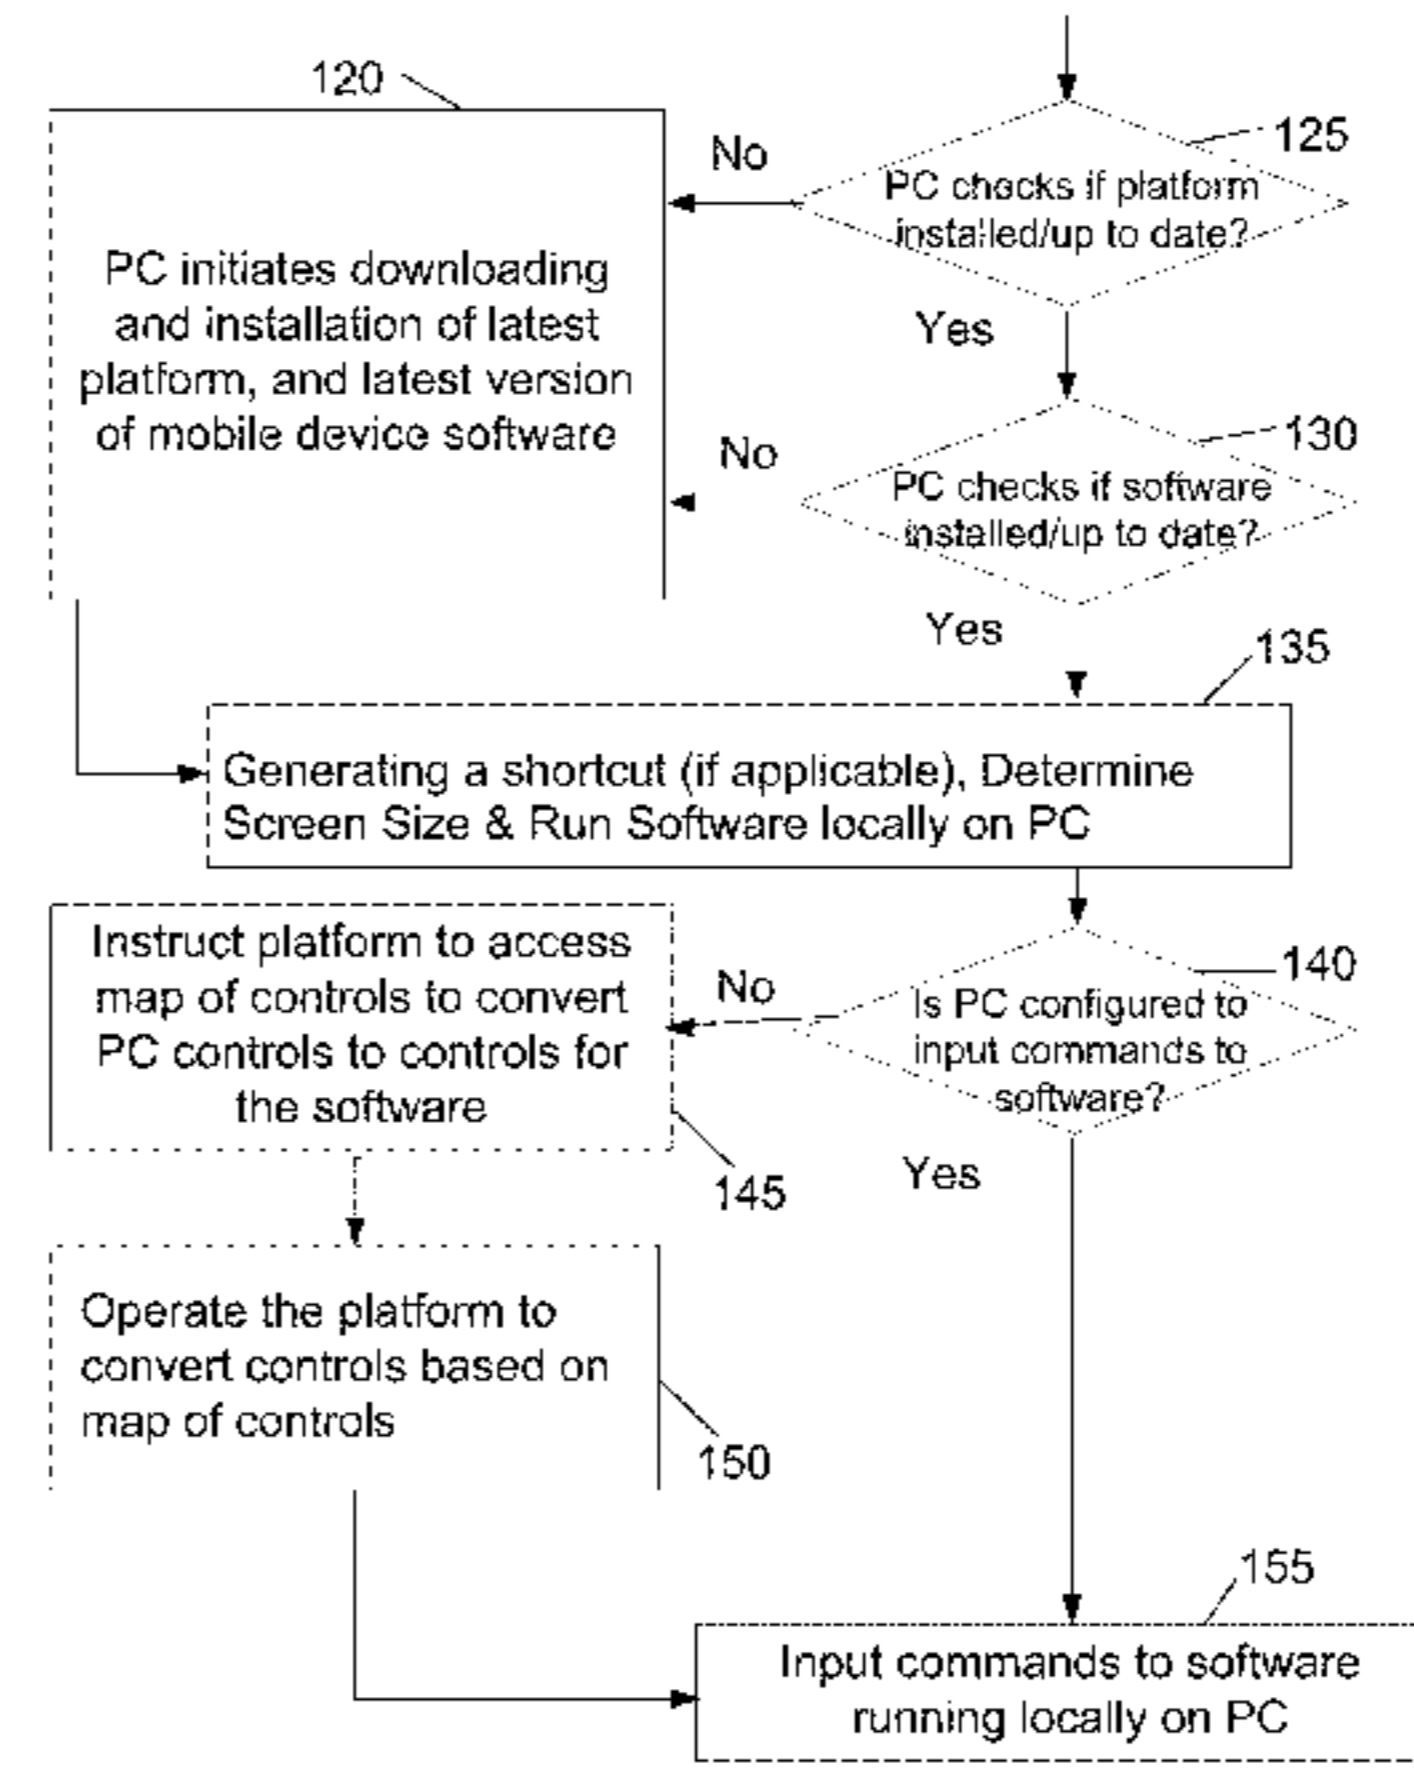 120
125
No
PC checks if platform
installed/up to date?
PC initiates downloading
and installation of latest
platform, and latest version
of mobile device software
Yes
130
No
PC checks if software
installed/up to date?
Yes
135
Generating a shortcut (if applicable), Determine
Screen Size & Run Software locally on PC
Instruct platform to access
map of controls to convert
PC controls to controls for
the software
No
140
Is PC configured to
input commands to
software?
145
Yes
Operate the platform to
convert controls based on
map of controls
150
155
Input commands to software
running locally on PC